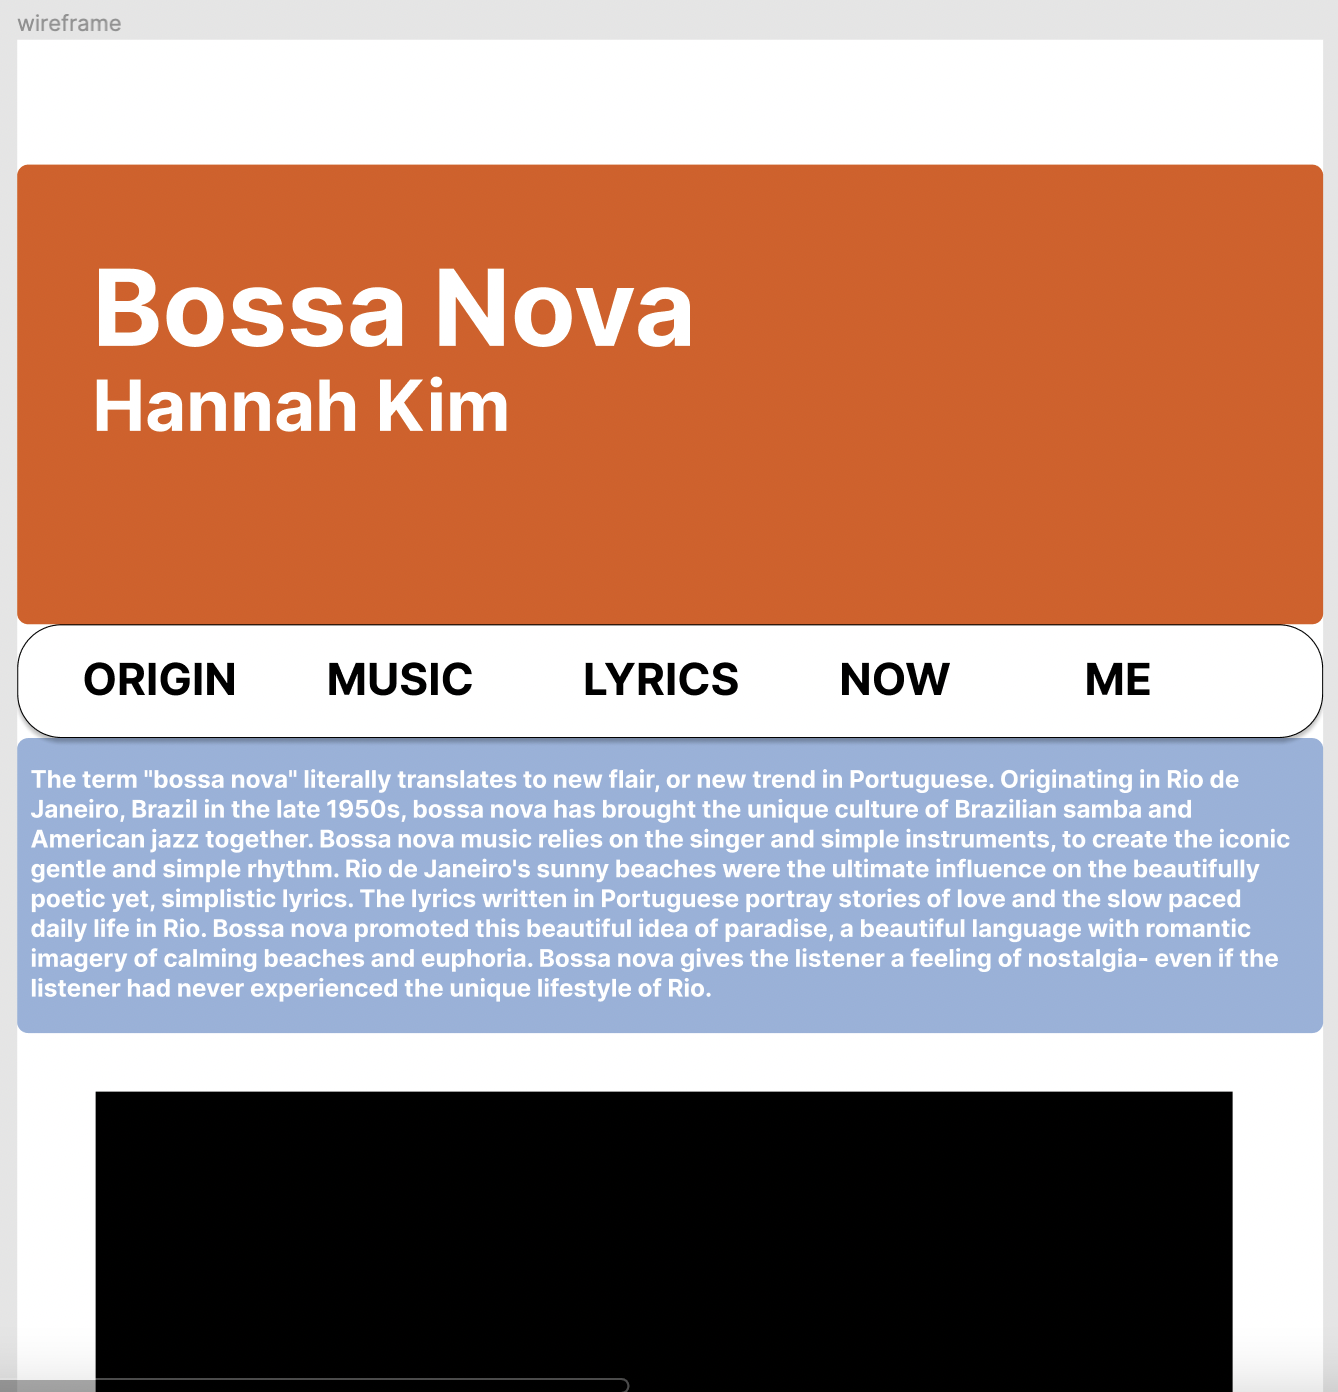 wireframe
Bossa Nova
Hannah Kim
ORIGIN MUSIC LYRICS NOW ME
The term "bossa nova" literally translates to new flair, or new trend in Portuguese. Originating in Rio de
Janeiro, Brazil in the late 1950s, bossa nova has brought the unique culture of Brazilian samba and
American jazz together. Bossa nova music relies on the singer and simple instruments, to create the iconic
gentle and simple rhythm. Rio de Janeiro's sunny beaches were the ultimate influence on the beautifully
poetic yet, simplistic lyrics. The lyrics written in Portuguese portray stories of love and the slow paced
daily life in Rio. Bossa nova promoted this beautiful idea of paradise, a beautiful language with romantic
imagery of calming beaches and euphoria. Bossa nova gives the listener a feeling of nostalgia- even if the
listener had never experienced the unique lifestyle of Rio.